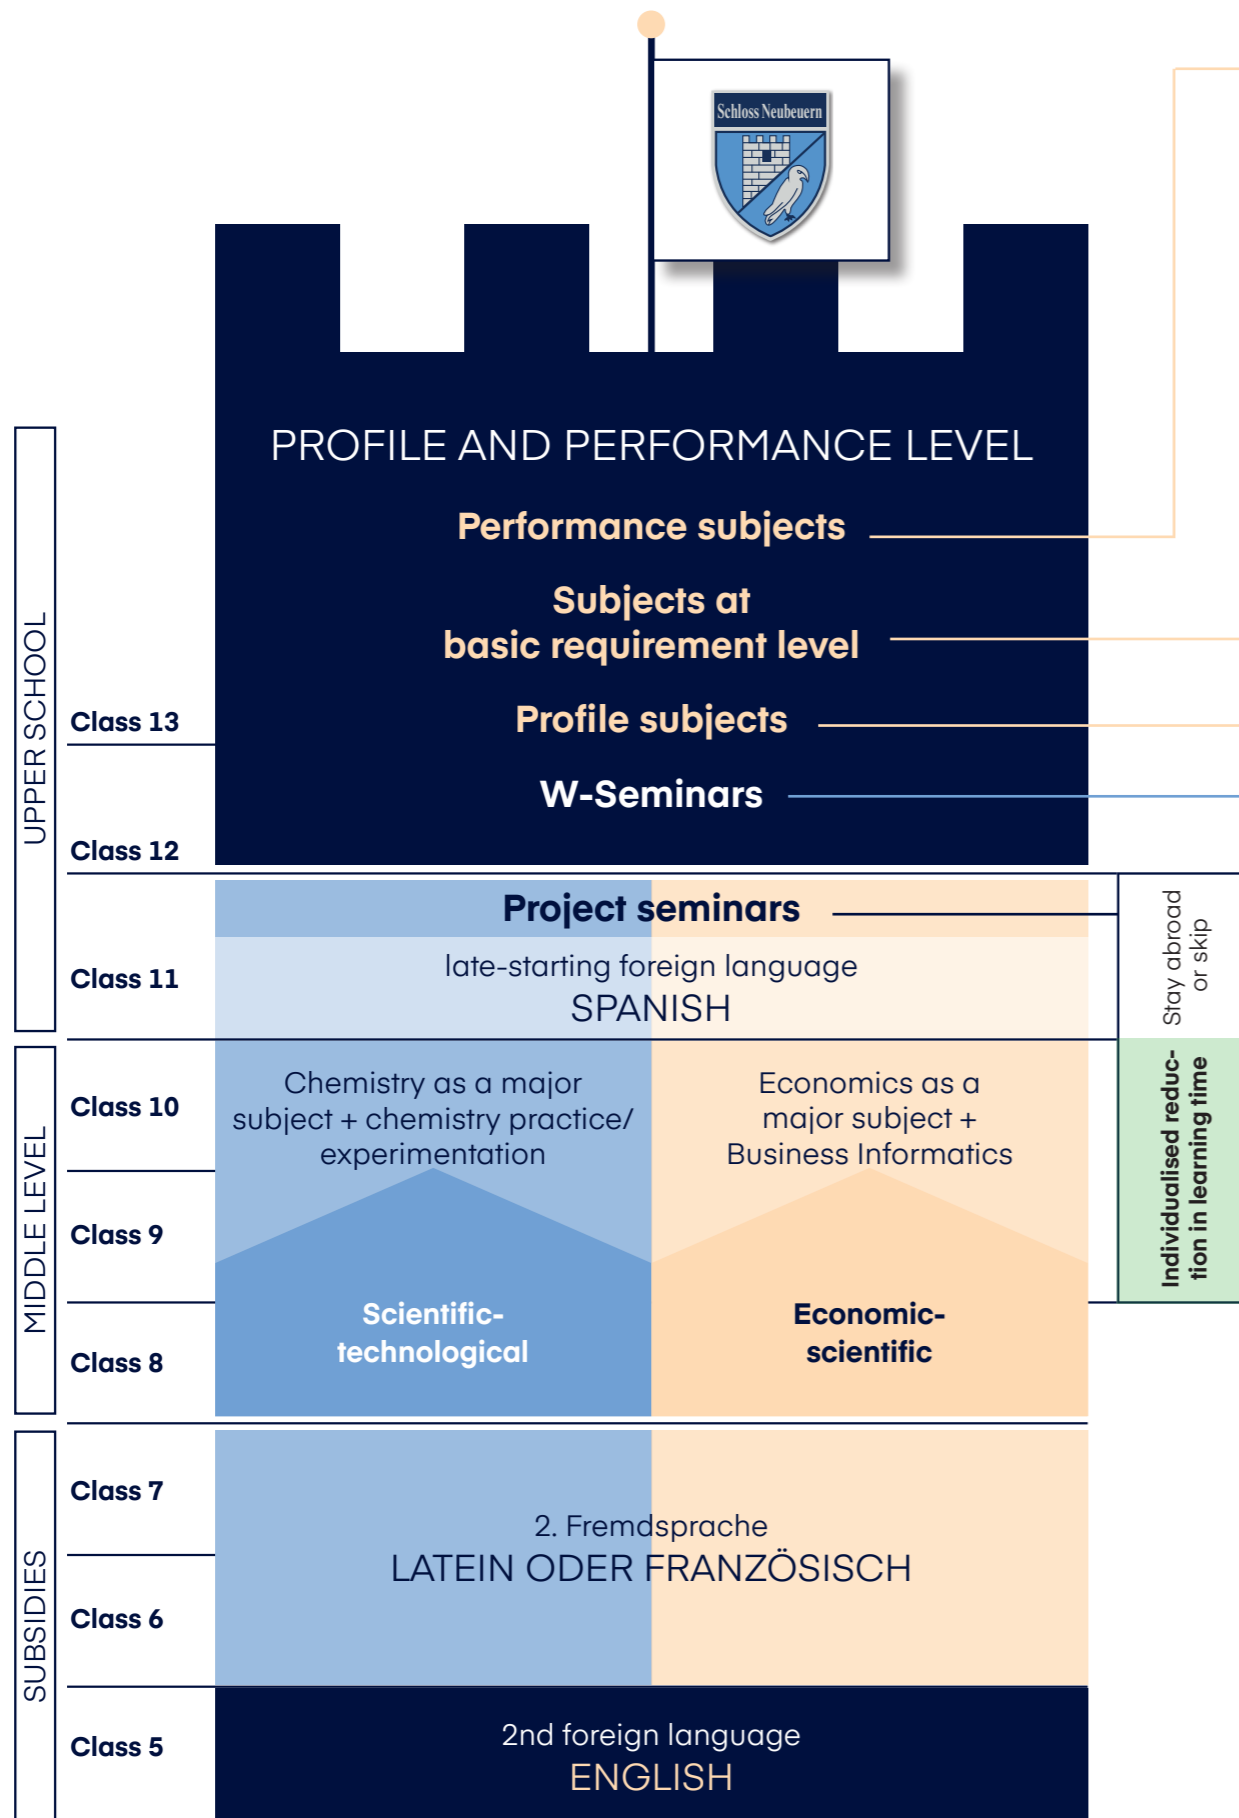 Schloss Neubeuern
PROFILE AND PERFORMANCE LEVEL
Performance subjects
Subjects at
basic requirement level
Profile subjects
W-Seminars
UPPER SCHOOL
Class 13
Class 12
Project seminars
late-starting foreign language
SPANISH
Class 11
Stay abroad
or skip
MIDDLE LEVEL
Class 10
Chemistry as a major
subject + chemistry practice/
experimentation
Economics as a
major subject +
Business Informatics
Individualised reduc-
tion in learning time
Class 9
Scientific-
technological
Economic-
scientific
Class 8
SUBSIDIES
Class 7
2. Fremdsprache
LATEIN ODER FRANZÖSISCH
Class 6
Class 5
2nd foreign language
ENGLISH